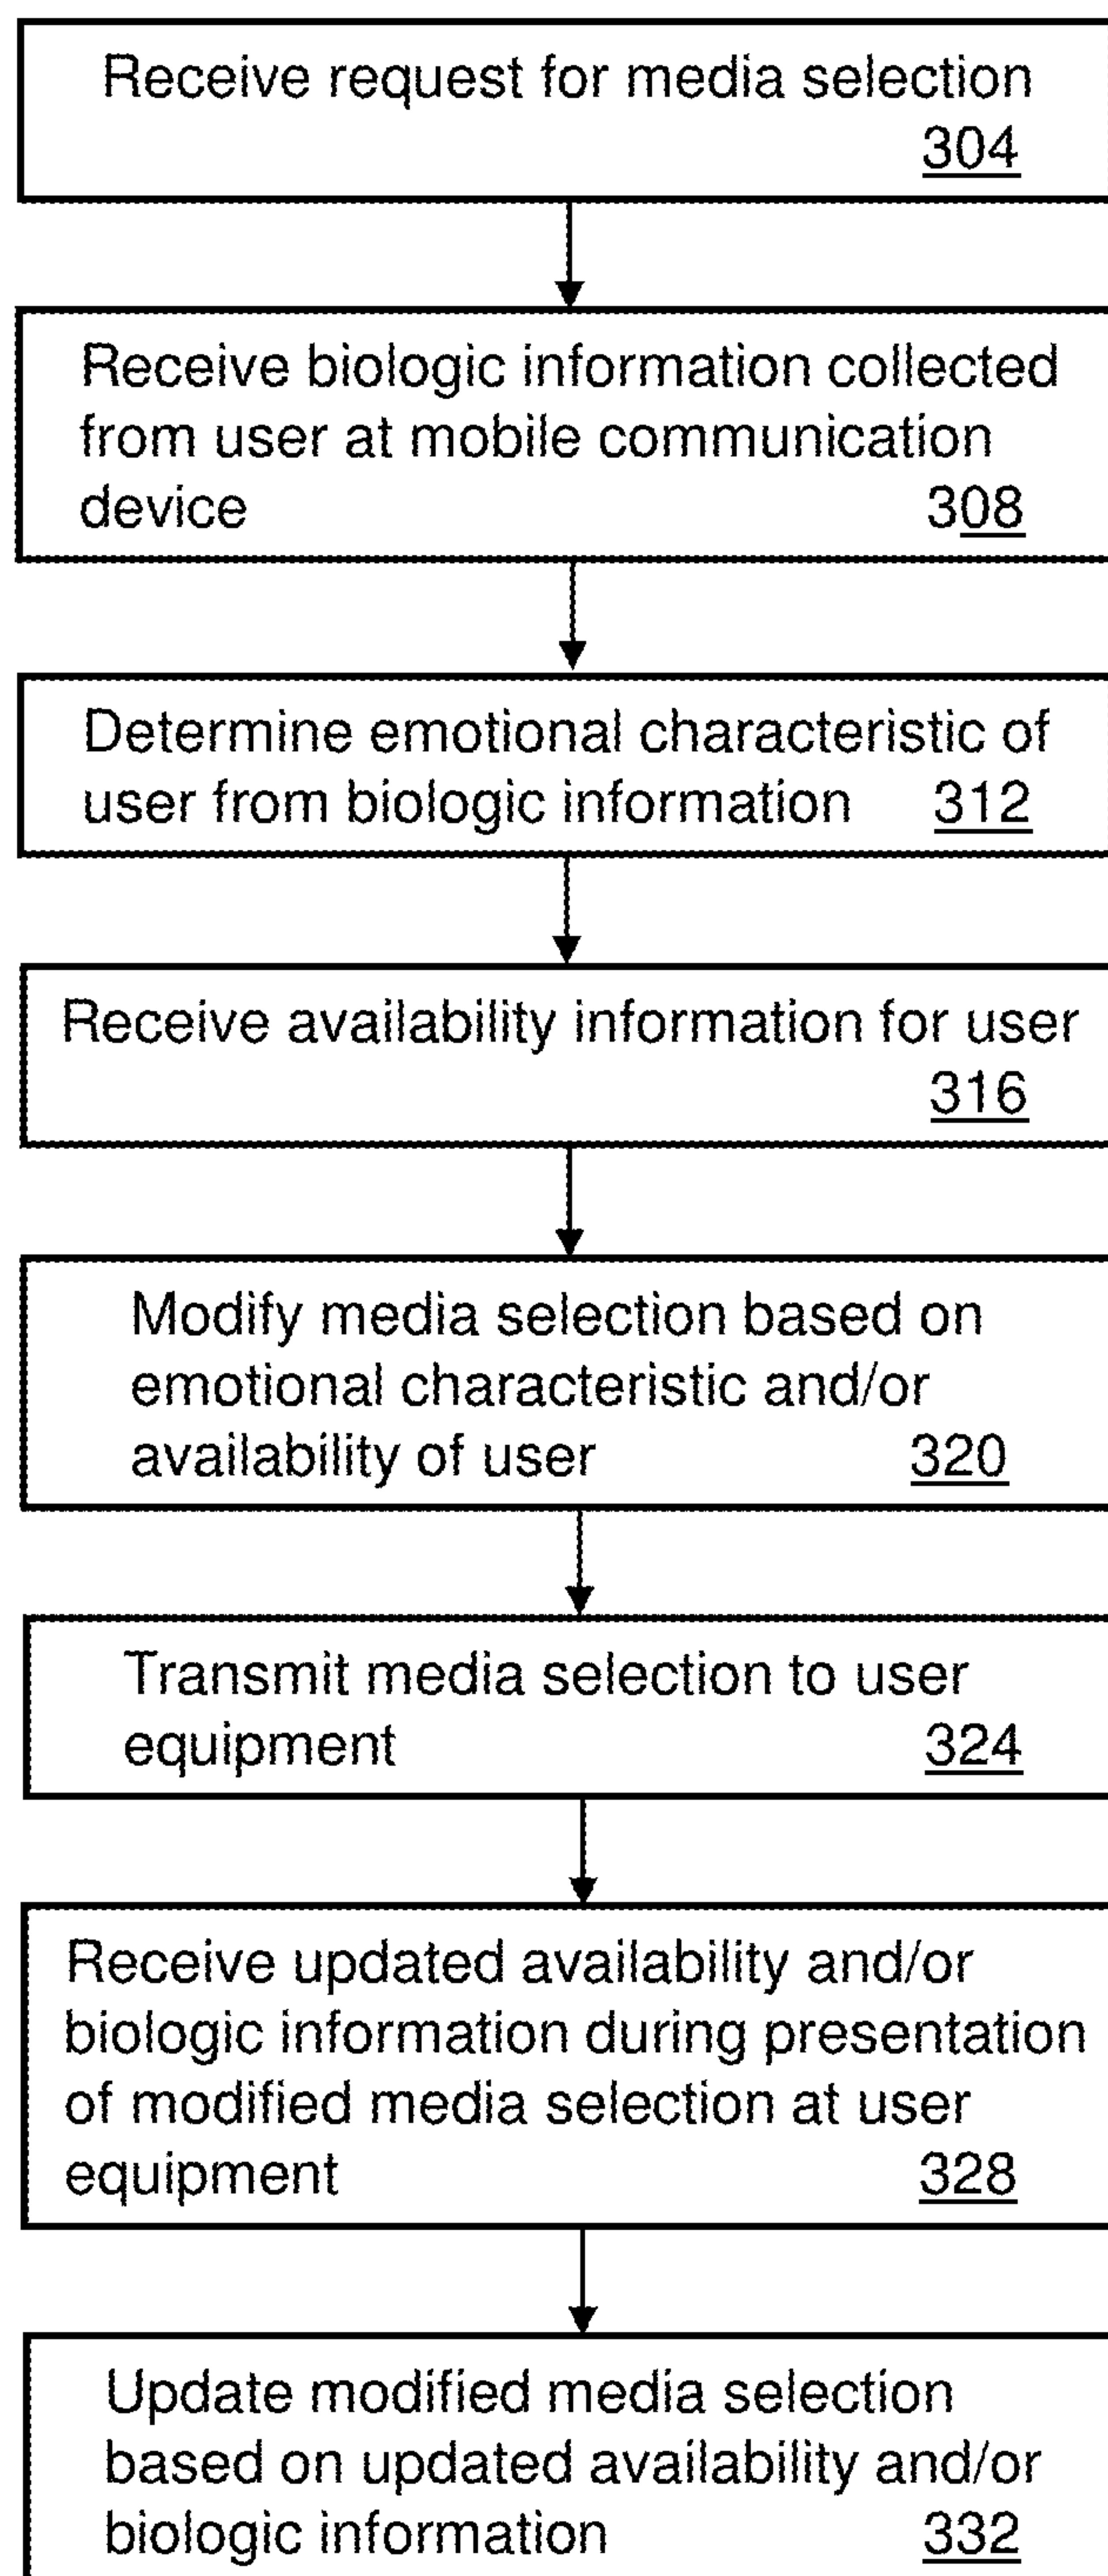 Receive request for media selection
304
Receive biologic information collected
from user at mobile communication
device 308
Determine emotional characteristic of
user from biologic information 312
Receive availability information for user
316
Modify media selection based on
emotional characteristic and/or
availability of user 320
Transmit media selection to user
equipment 324
Receive updated availability and/or
biologic information during presentation
of modified media selection at user
equipment 328
Update modified media selection
based on updated availability and/or
biologic information 332